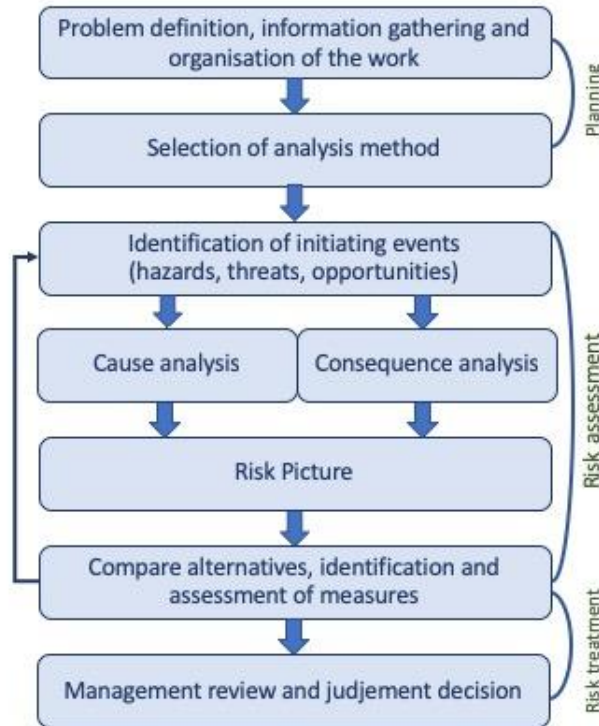 Problem definition, information gathering and
organisation of the work
Planning
Selection of analysis method
Identification of initiating events
(hazards, threats, opportunities)
Cause analysis
Consequence analysis
Risk assessment
Risk Picture
Compare alternatives, identification and
assessment of measures
Risk treatment
Management review and judjement decision